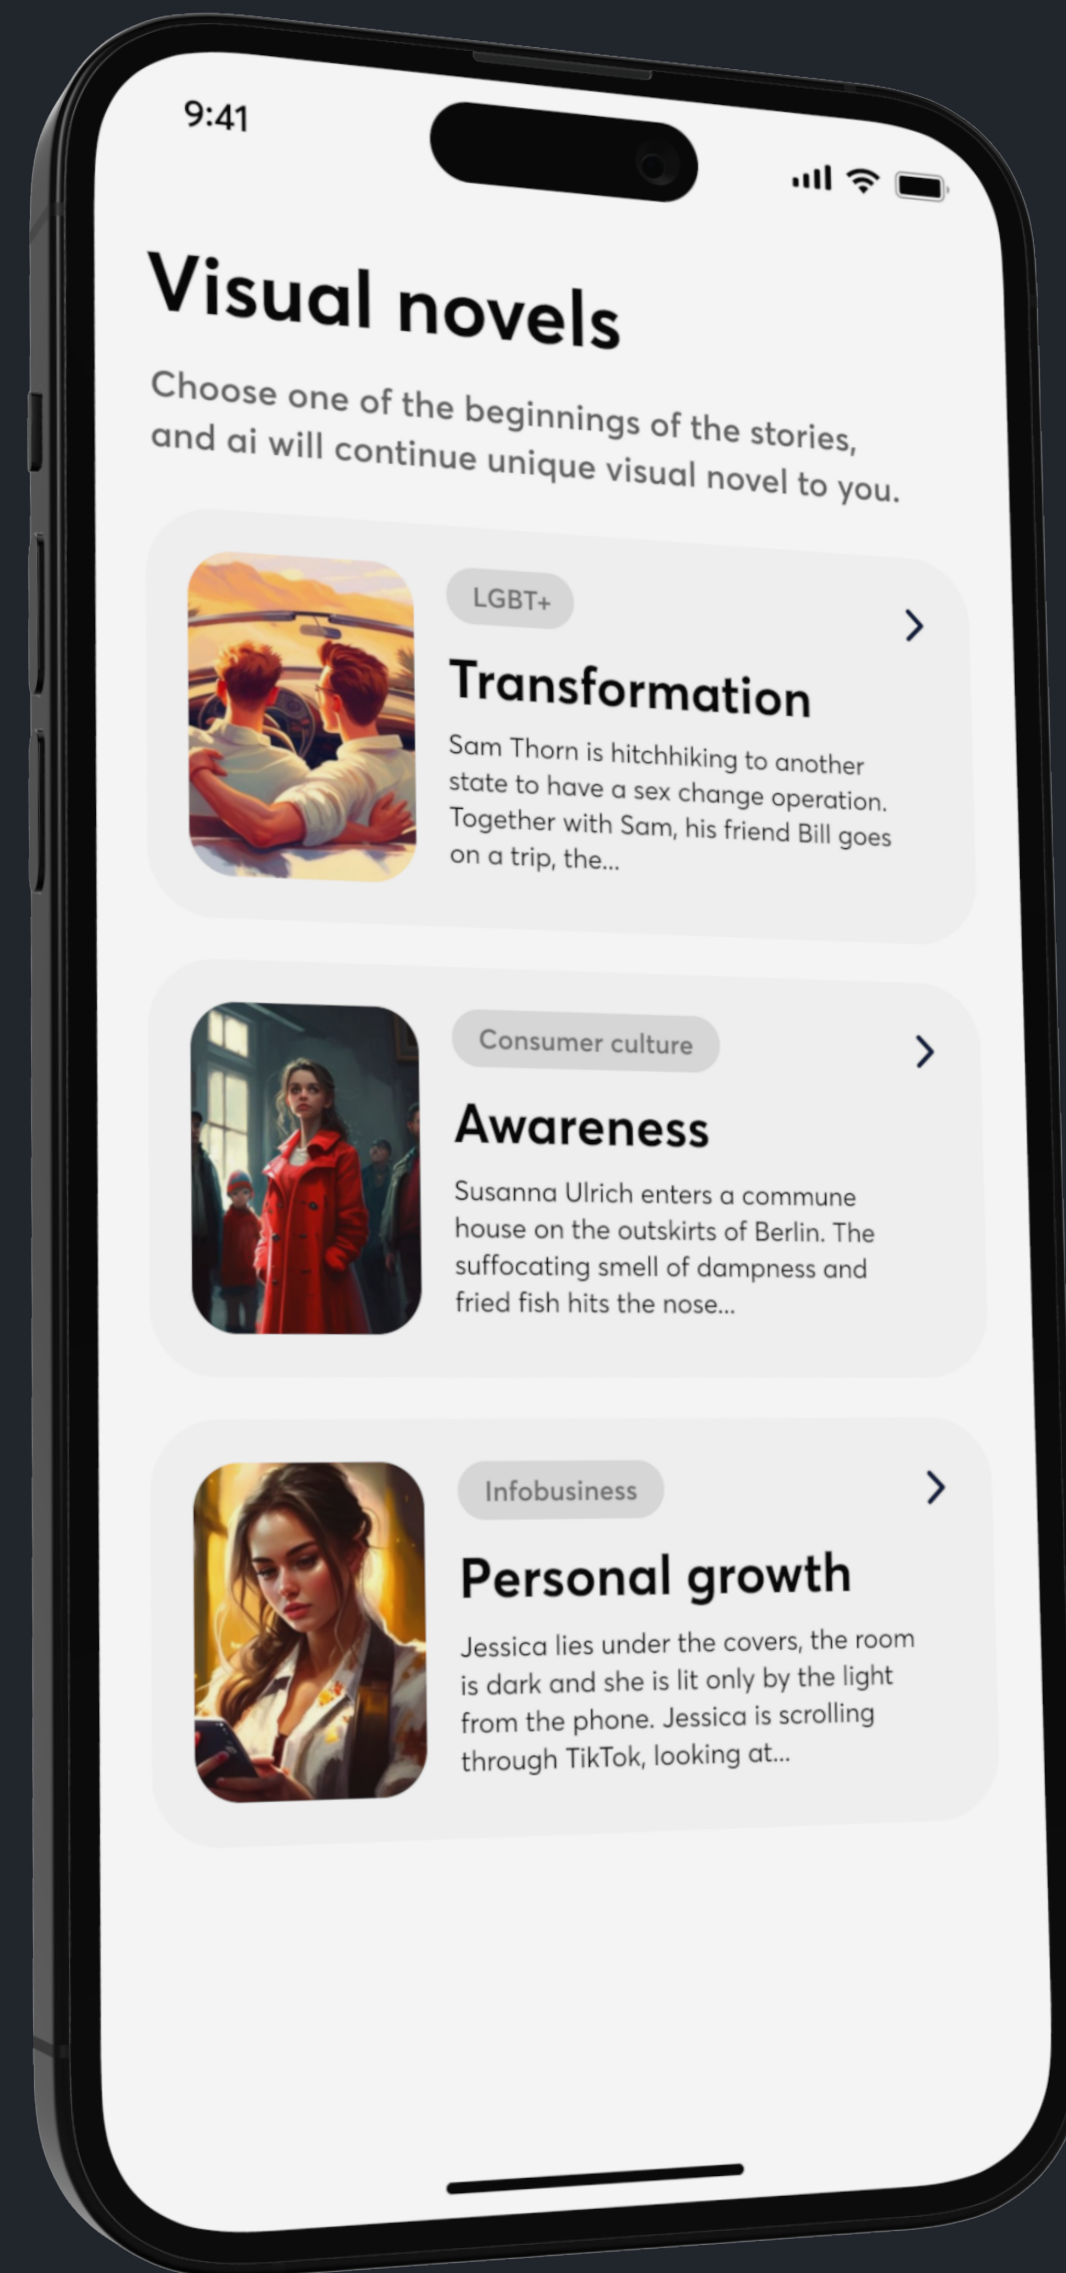 9:41
Visual novels
Choose one of the beginnings of the stories,
and ai will continue unique visual novel to you.
LGBT+
Transformation
Sam Thorn is hitchhiking to another
state to have a sex change operation.
Together with Sam, his friend Bill goes
on a trip, the...
Consumer culture
Awareness
Susanna Ulrich enters a commune
house on the outskirts of Berlin. The
suffocating smell of dampness and
fried fish hits the nose...
Infobusiness
Personal growth
Jessica lies under the covers, the room
is dark and she is lit only by the light
from the phone. Jessica is scrolling
through TikTok, looking at...